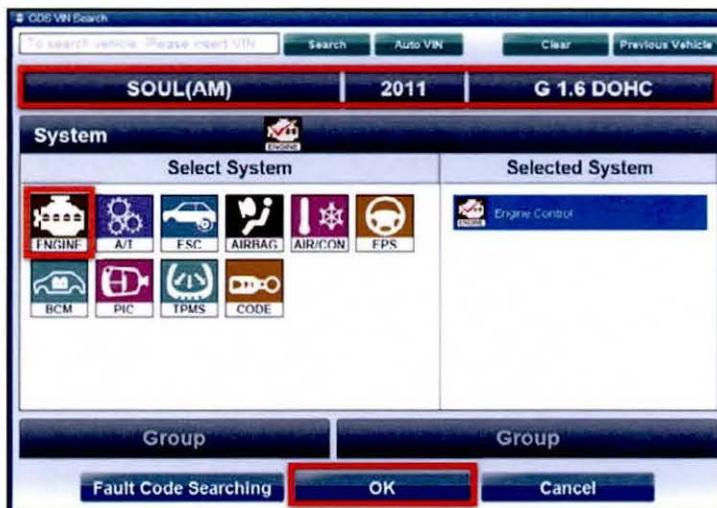 GDS VIN Search
To search vehicle, Please insert VIN Search Auto VIN Clear Previous Vehicle
SOUL(AM) 2011 G 1.6 DOHC
System ENGINE
Select System Selected System
ENGINE A/T ESC AIRBAG AIR/CON EPS
ENGINE Engine Control
BCM PIC TPMS CODE
Group Group
Fault Code Searching OK Cancel